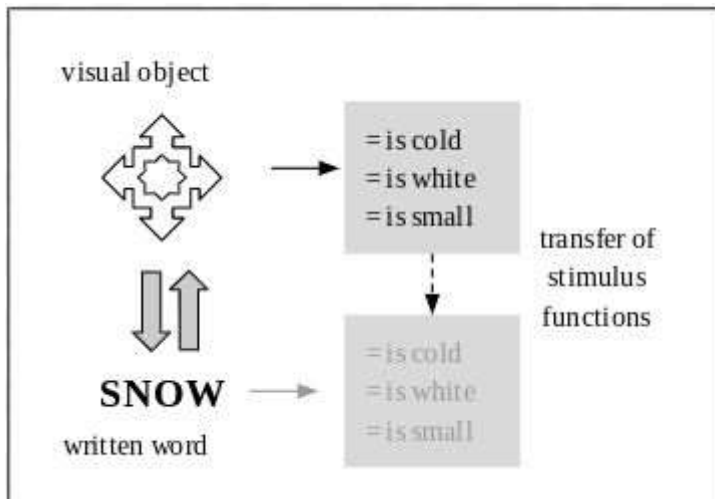 visual object
= is cold
= is white
= is small
transfer of
stimulus
functions
SNOW
written word
= is cold
= is white
= is small